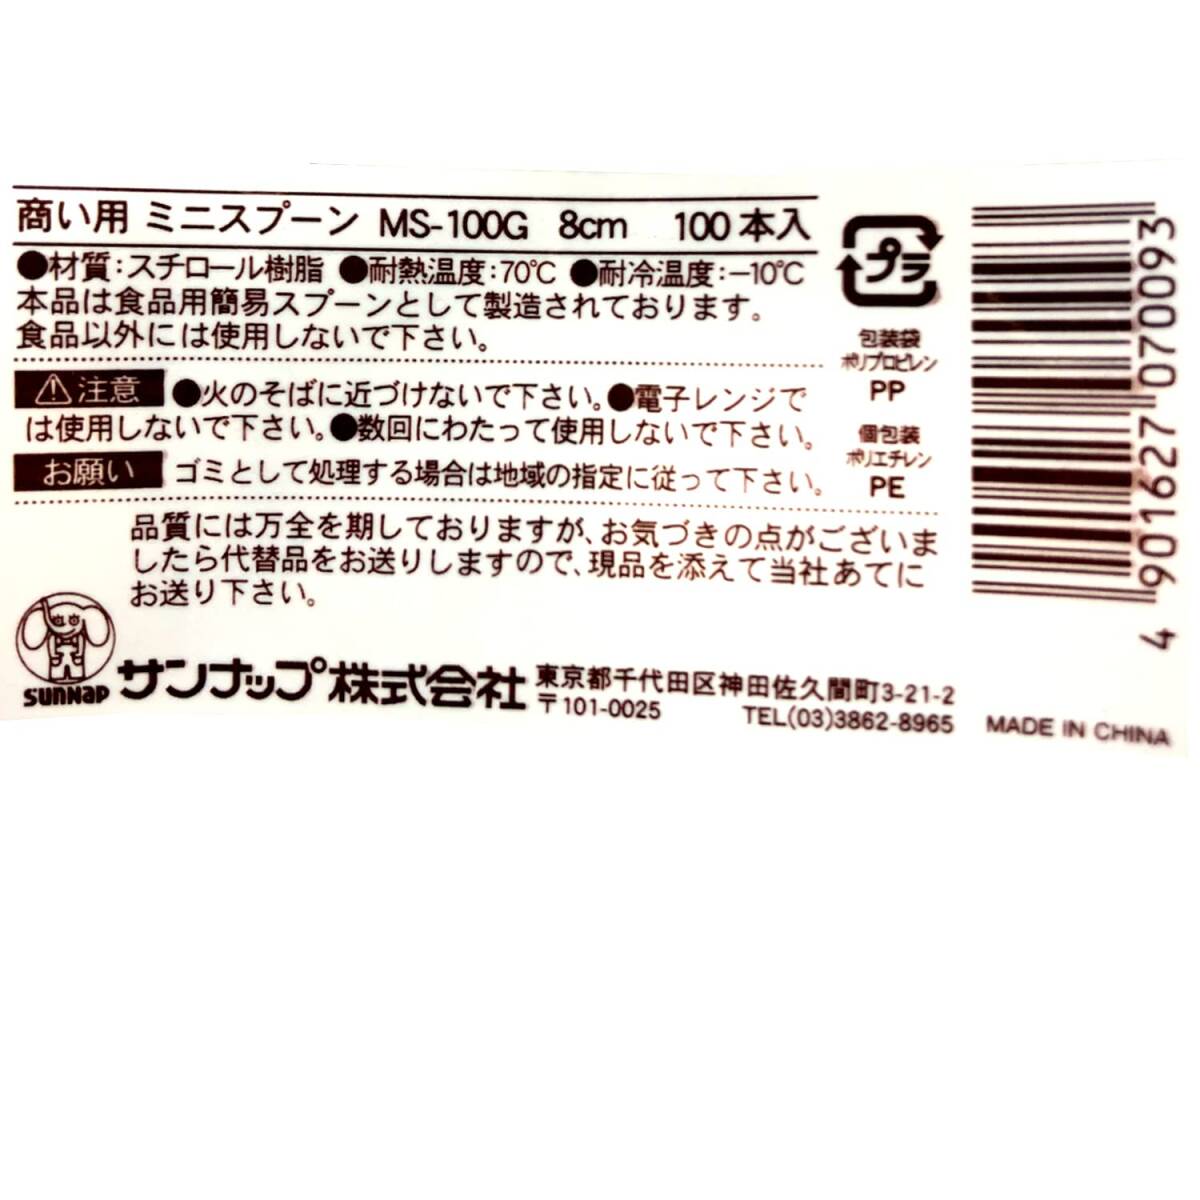 商い用 ミニスプーン MS-100G 8cm 100本入
●材質:スチロール樹脂 ●耐熱温度:70℃ ●耐冷温度:−10℃
本品は食品用簡易スプーンとして製造されております。
食品以外には使用しないで下さい。
⚠注意 ●火のそばに近づけないで下さい。●電子レンジで
は使用しないで下さい。●数回にわたって使用しないで下さい。
お願い ゴミとして処理する場合は地域の指定に従って下さい。
品質には万全を期しておりますが、お気づきの点がございま
したら代替品をお送りしますので、現品を添えて当社あてに
お送り下さい。
SUNNAP
サンナップ株式会社
東京都千代田区神田佐久間町3-21-2
〒101-0025 TEL(03)3862-8965
MADE IN CHINA
プラ
包装袋
ポリプロピレン
PP
個包装
ポリエチレン
PE
4 901627 070093